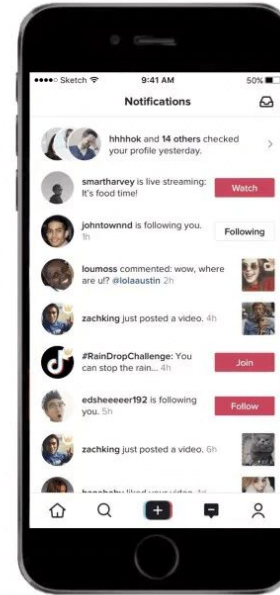 Sketch 9:41 AM 50%
Notifications
hhhhok and 14 others checked
your profile yesterday.
smartharvey is live streaming:
It's food time!
Watch
johntownnd is following you.
1h
Following
loumoss commented: wow, where
are u!? @lolaaustin 2h
zachking just posted a video. 4h
#RainDropChallenge: You
can stop the rain... 4h
Join
edsheeeeer192 is following
you. 5h
Follow
zachking just posted a video. 6h